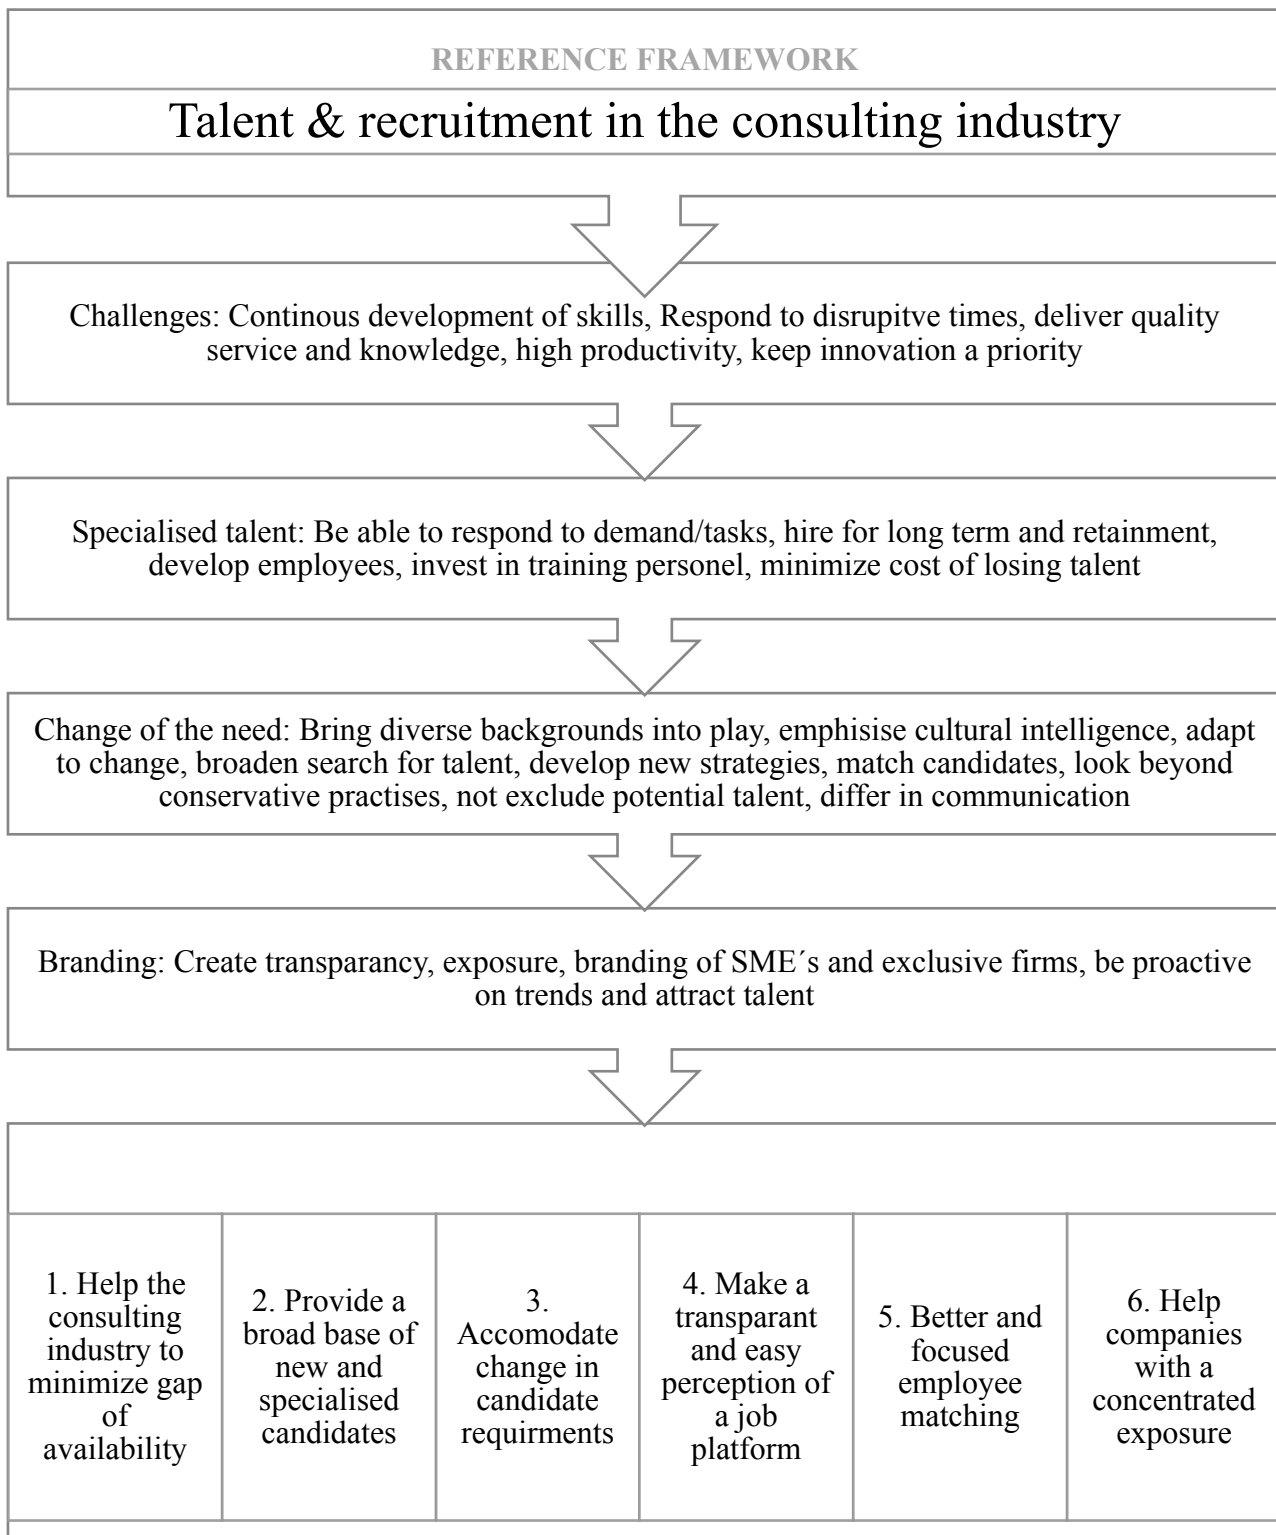 REFERENCE FRAMEWORK
Talent & recruitment in the consulting industry
Challenges: Continous development of skills, Respond to disrupitve times, deliver quality
service and knowledge, high productivity, keep innovation a priority
Specialised talent: Be able to respond to demand/tasks, hire for long term and retainment,
develop employees, invest in training personel, minimize cost of losing talent
Change of the need: Bring diverse backgrounds into play, emphisise cultural intelligence, adapt
to change, broaden search for talent, develop new strategies, match candidates, look beyond
conservative practises, not exclude potential talent, differ in communication
Branding: Create transparancy, exposure, branding of SME´s and exclusive firms, be proactive
on trends and attract talent
1. Help the
consulting
industry to
minimize gap
of
availability
2. Provide a
broad base of
new and
specialised
candidates
3.
Accomodate
change in
candidate
requirments
4. Make a
transparant
and easy
perception of
a job
platform
5. Better and
focused
employee
matching
6. Help
companies
with a
concentrated
exposure